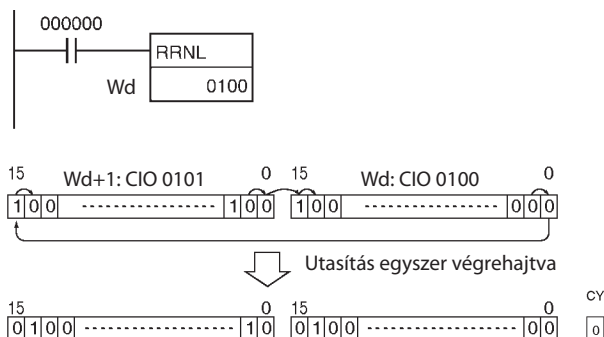 000000
RRNL
Wd 0100
15 Wd+1: CIO 0101 0 15 Wd: CIO 0100 0
1 0 0 1 0 0 1 0 0 0 0 0
Utasítás egyszer végrehajtva
15 0 15 0 CY
0 1 0 0 1 0 0 1 0 0 0 0 0